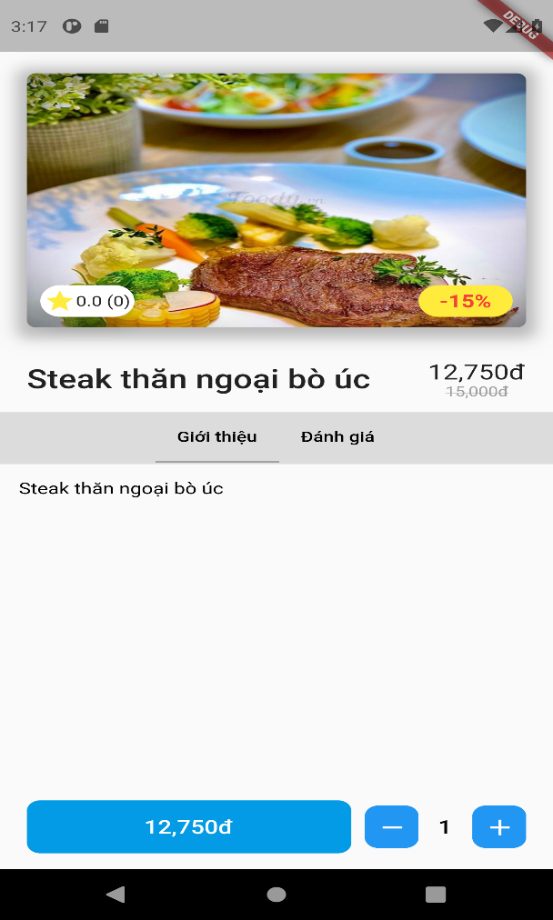 3:17
DEBUG
0.0 (0)
-15%
Steak thăn ngoại bò úc
12,750đ
15,000đ
Giới thiệu
Đánh giá
Steak thăn ngoại bò úc
12,750đ
1